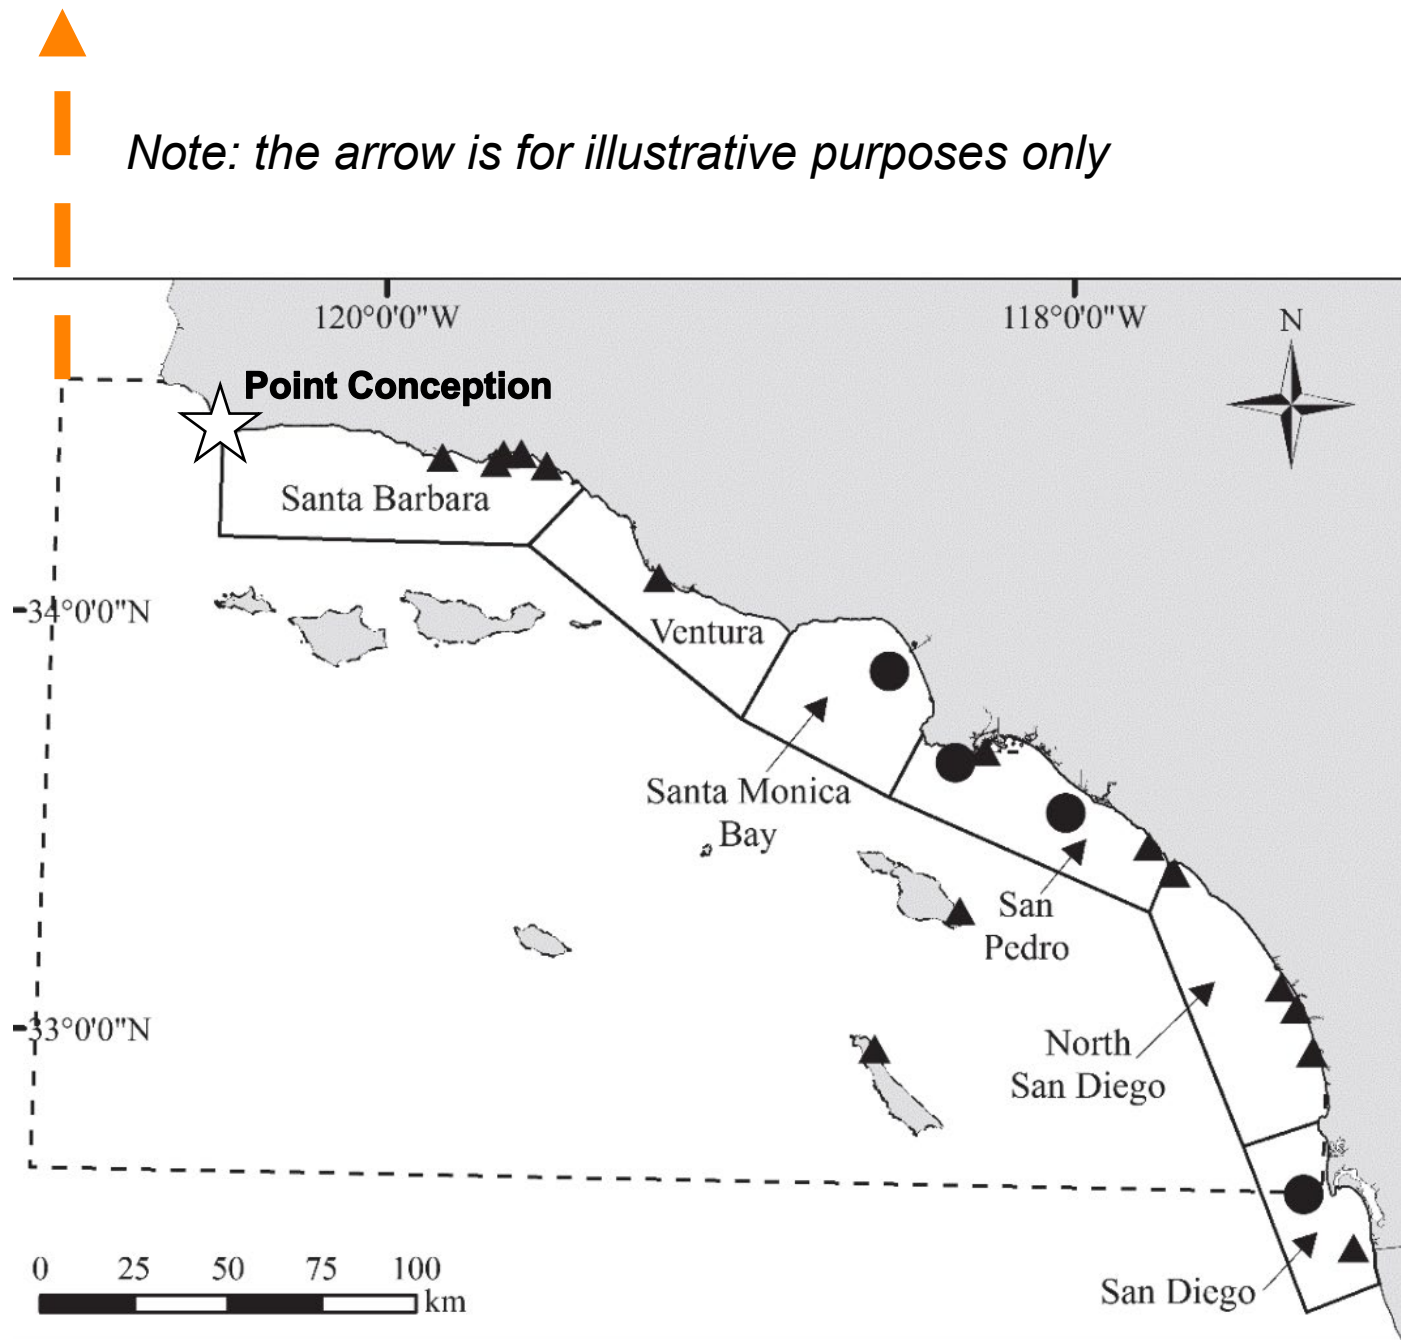 Note: the arrow is for illustrative purposes only
120°0'0"W
118°0'0"W
N
Point Conception
Santa Barbara
34°0'0"N
Ventura
Santa Monica
Bay
San
Pedro
33°0'0"N
North
San Diego
0 25 50 75 100
km
San Diego